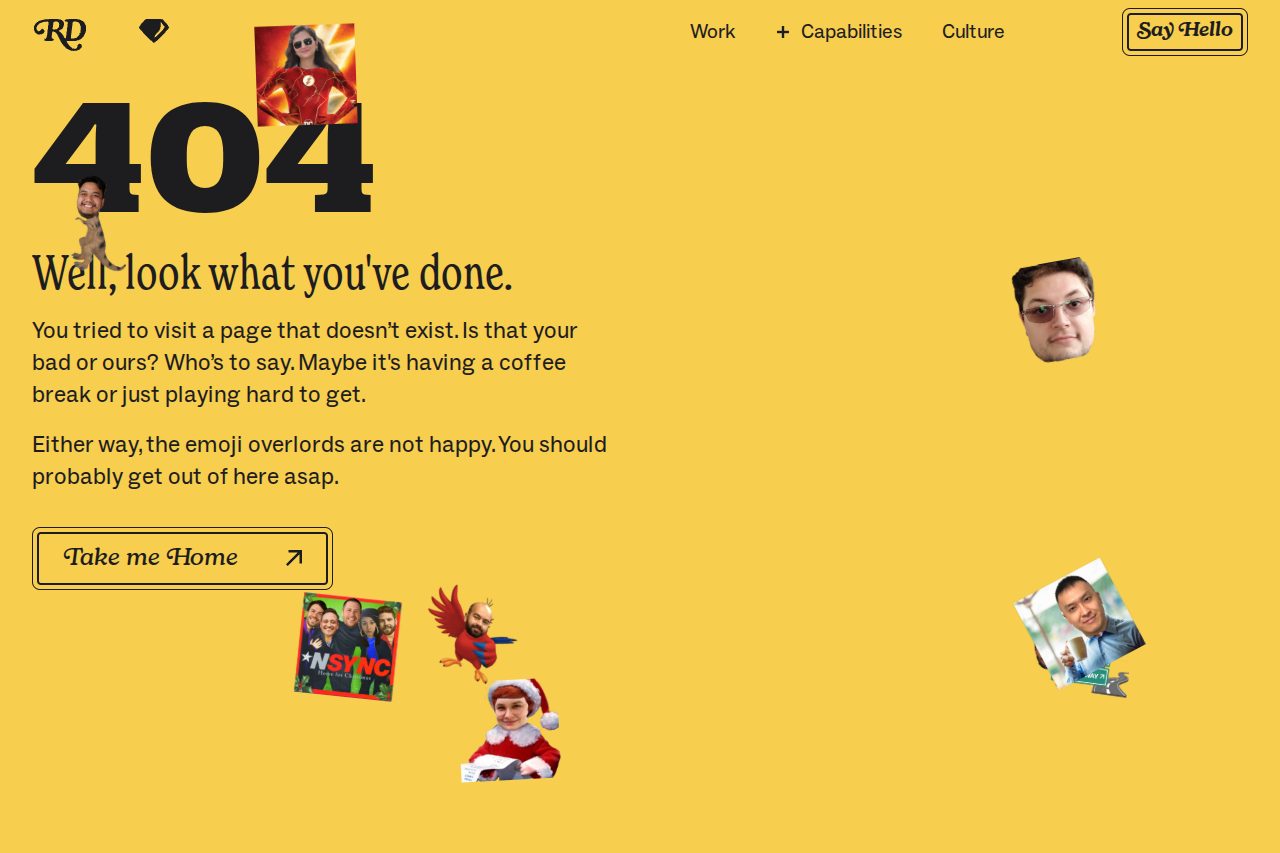 RD
Work
Capabilities
Culture
Say Hello
404
Well, look what you've done.
You tried to visit a page that doesn’t exist. Is that your
bad or ours? Who’s to say. Maybe it's having a coffee
break or just playing hard to get.
Either way, the emoji overlords are not happy. You should
probably get out of here asap.
Take me Home
*NSYNC
Home for Christmas